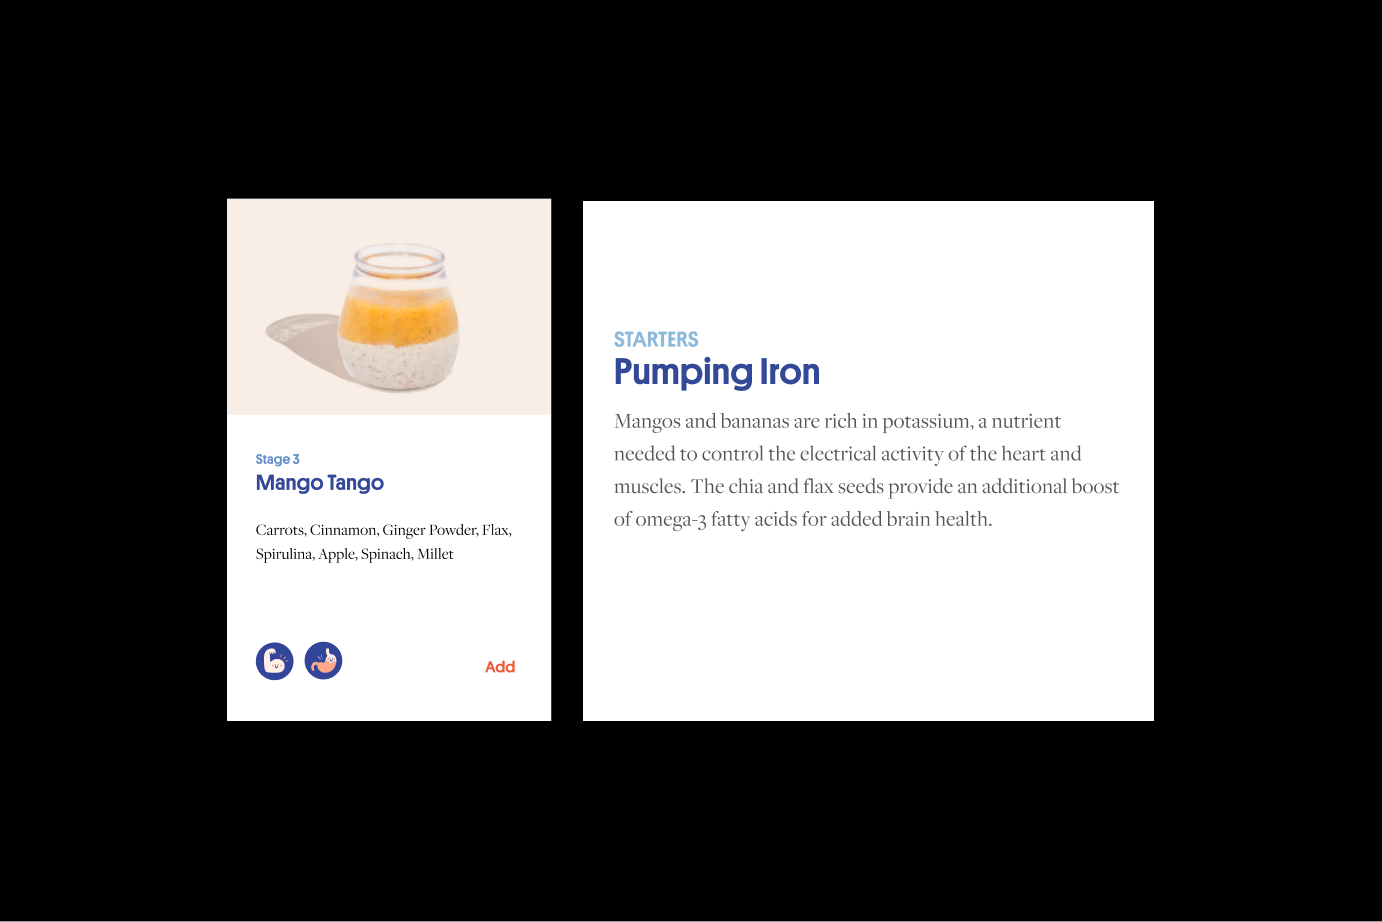 Stage 3
Mango Tango
Carrots, Cinnamon, Ginger Powder, Flax,
Spirulina, Apple, Spinach, Millet
Add
STARTERS
Pumping Iron
Mangos and bananas are rich in potassium, a nutrient
needed to control the electrical activity of the heart and
muscles. The chia and flax seeds provide an additional boost
of omega-3 fatty acids for added brain health.